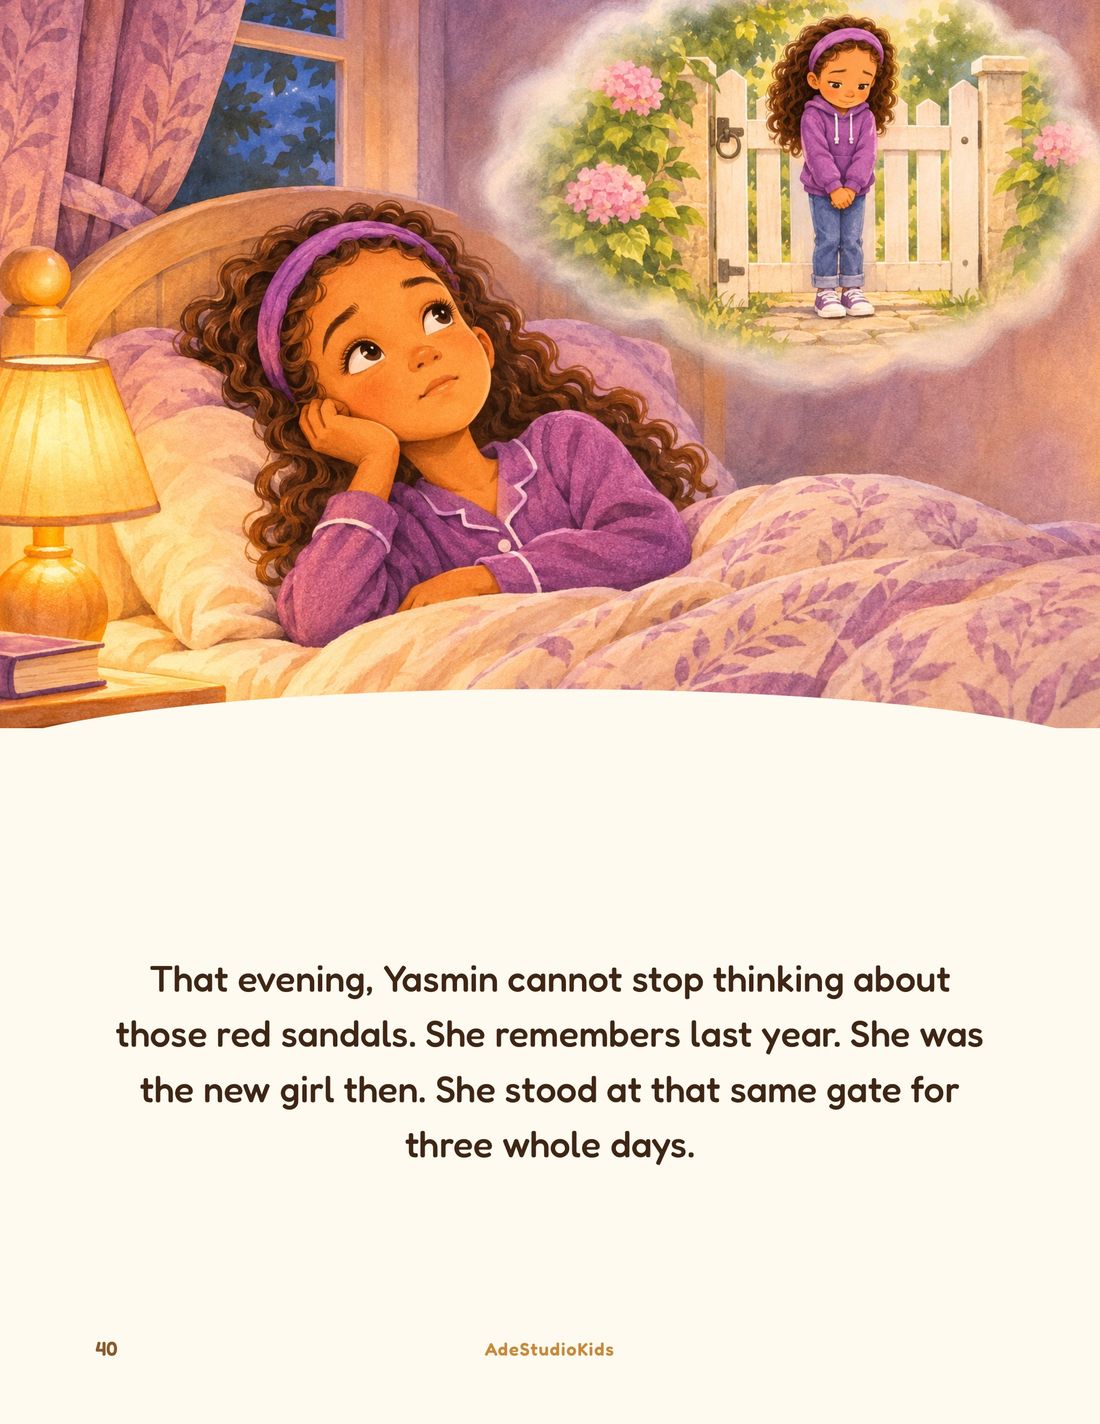 That evening, Yasmin cannot stop thinking about
those red sandals. She remembers last year. She was
the new girl then. She stood at that same gate for
three whole days.
40
AdeStudioKids